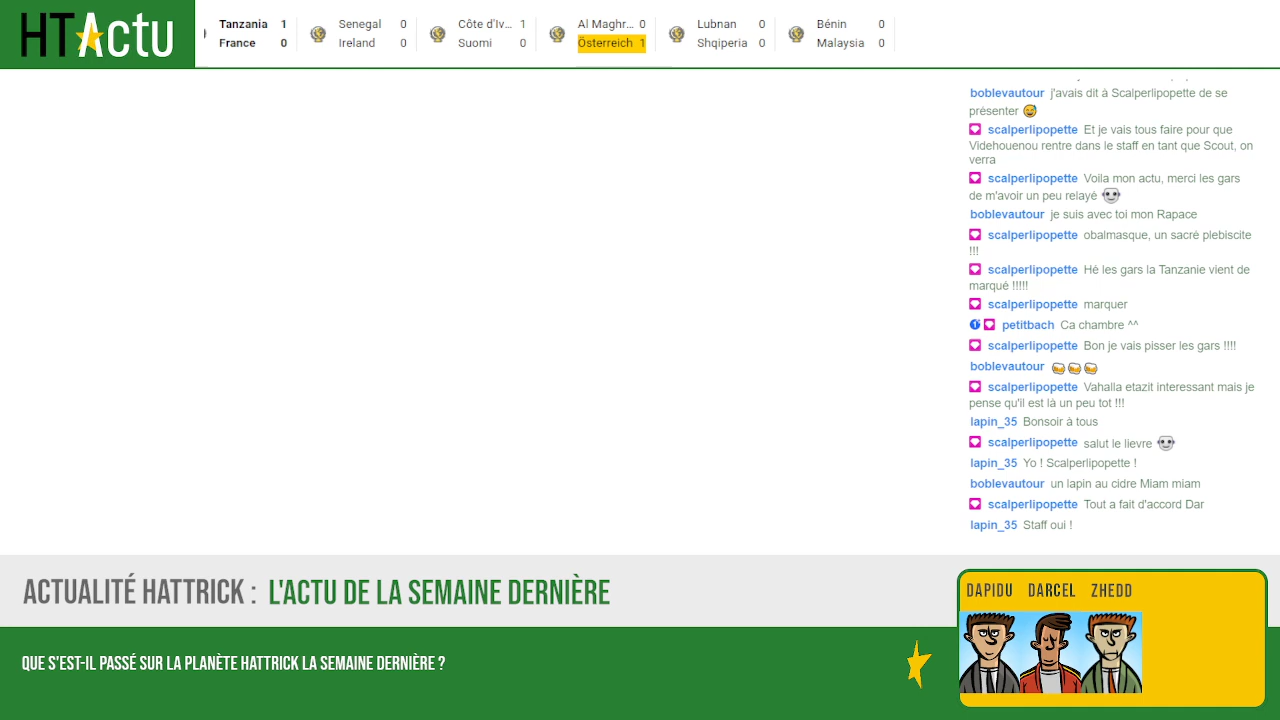 HTActu
Tanzania 1
France 0
Senegal 0
Ireland 0
Côte d'Iv... 1
Suomi 0
Al Maghr... 0
Österreich 1
Lubnan 0
Shqiperia 0
Bénin 0
Malaysia 0
boblevautour j'avais dit à Scalperlipopette de se
présenter
scalperlipopette Et je vais tous faire pour que
Videhouenou rentre dans le staff en tant que Scout, on
verra
scalperlipopette Voila mon actu, merci les gars
de m'avoir un peu relayé
boblevautour je suis avec toi mon Rapace
scalperlipopette obalmasque, un sacré plebiscite
!!!
scalperlipopette Hé les gars la Tanzanie vient de
marqué !!!!!
scalperlipopette marquer
petitbach Ca chambre ^^
scalperlipopette Bon je vais pisser les gars !!!!
boblevautour
scalperlipopette Vahalla etazit interessant mais je
pense qu'il est là un peu tot !!!
lapin_35 Bonsoir à tous
scalperlipopette salut le lievre
lapin_35 Yo ! Scalperlipopette !
boblevautour un lapin au cidre Miam miam
scalperlipopette Tout a fait d'accord Dar
lapin_35 Staff oui !
ACTUALITÉ HATTRICK : L'ACTU DE LA SEMAINE DERNIÈRE
DAPIDU DARCEL ZHEDD
QUE S'EST-IL PASSÉ SUR LA PLANÈTE HATTRICK LA SEMAINE DERNIÈRE ?